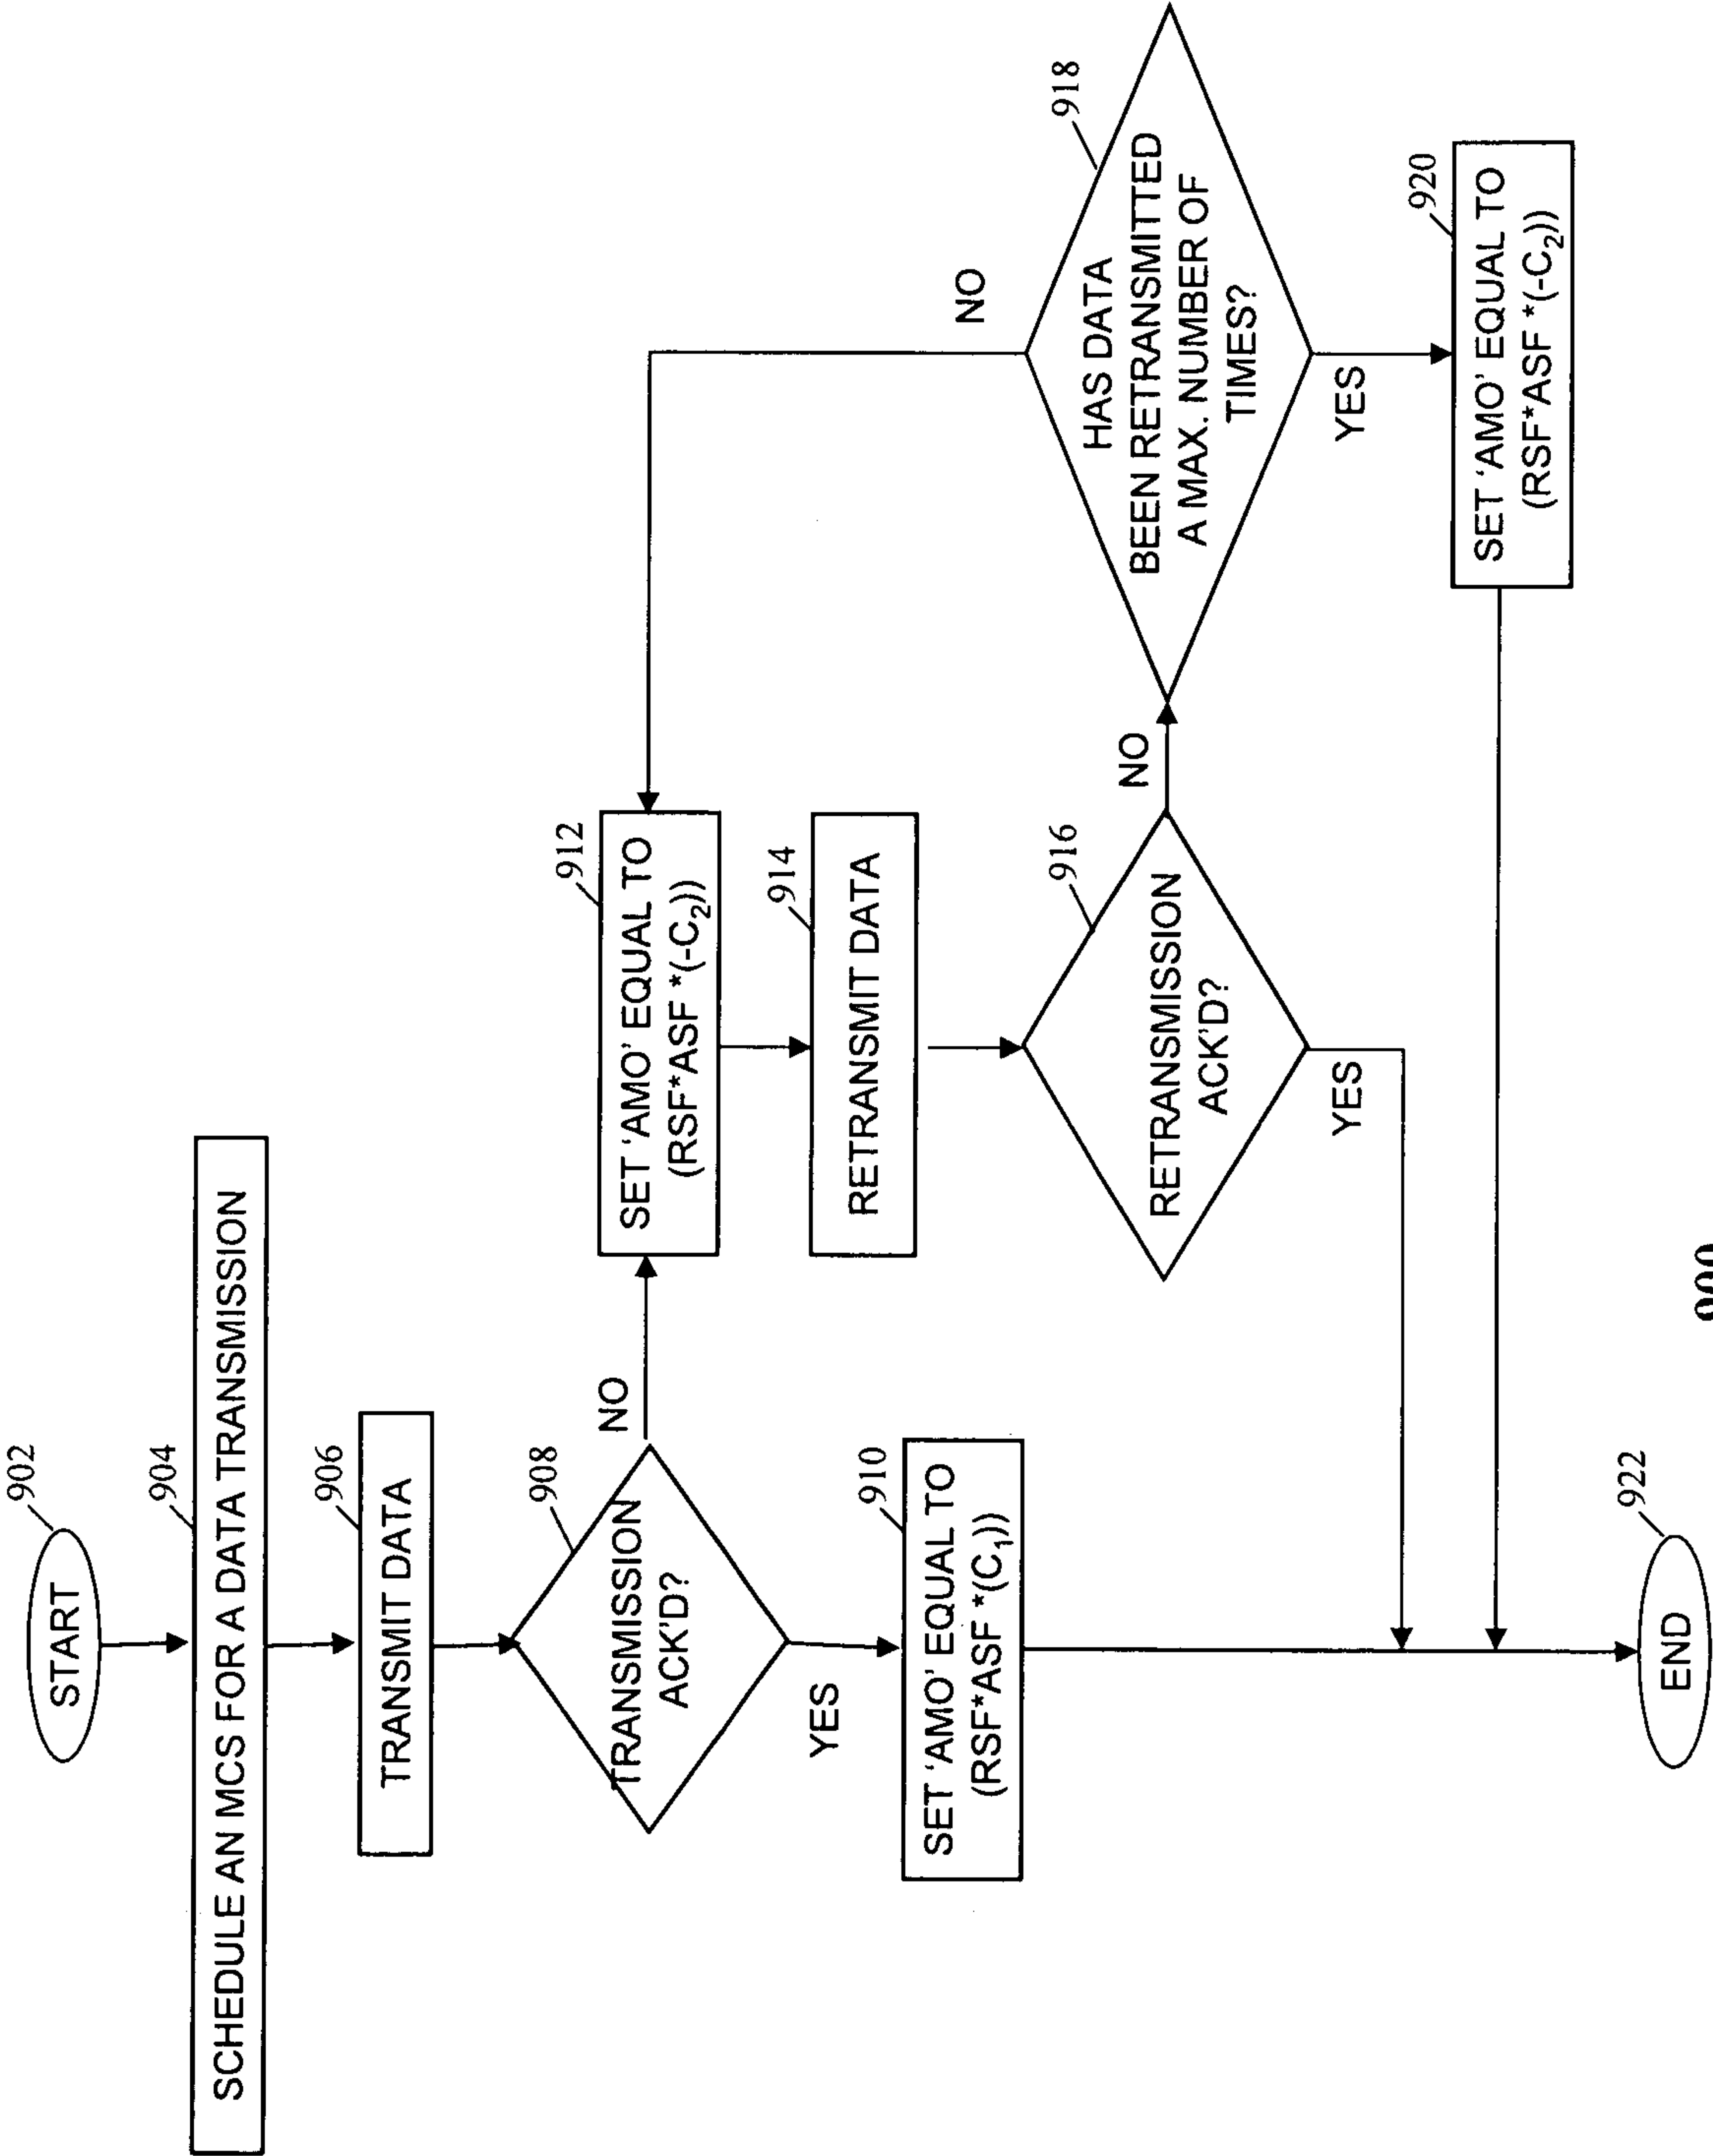 902
START
904
SCHEDULE AN MCS FOR A DATA TRANSMISSION
906
TRANSMIT DATA
908
TRANSMISSION
ACK'D?
NO
YES
910
SET 'AMO' EQUAL TO
(RSF*ASF *(C₁))
912
SET 'AMO' EQUAL TO
(RSF*ASF *(-C₂))
914
RETRANSMIT DATA
916
RETRANSMISSION
ACK'D?
NO
YES
918
HAS DATA
BEEN RETRANSMITTED
A MAX. NUMBER OF
TIMES?
NO
YES
920
SET 'AMO' EQUAL TO
(RSF*ASF *(-C₂))
922
END
900